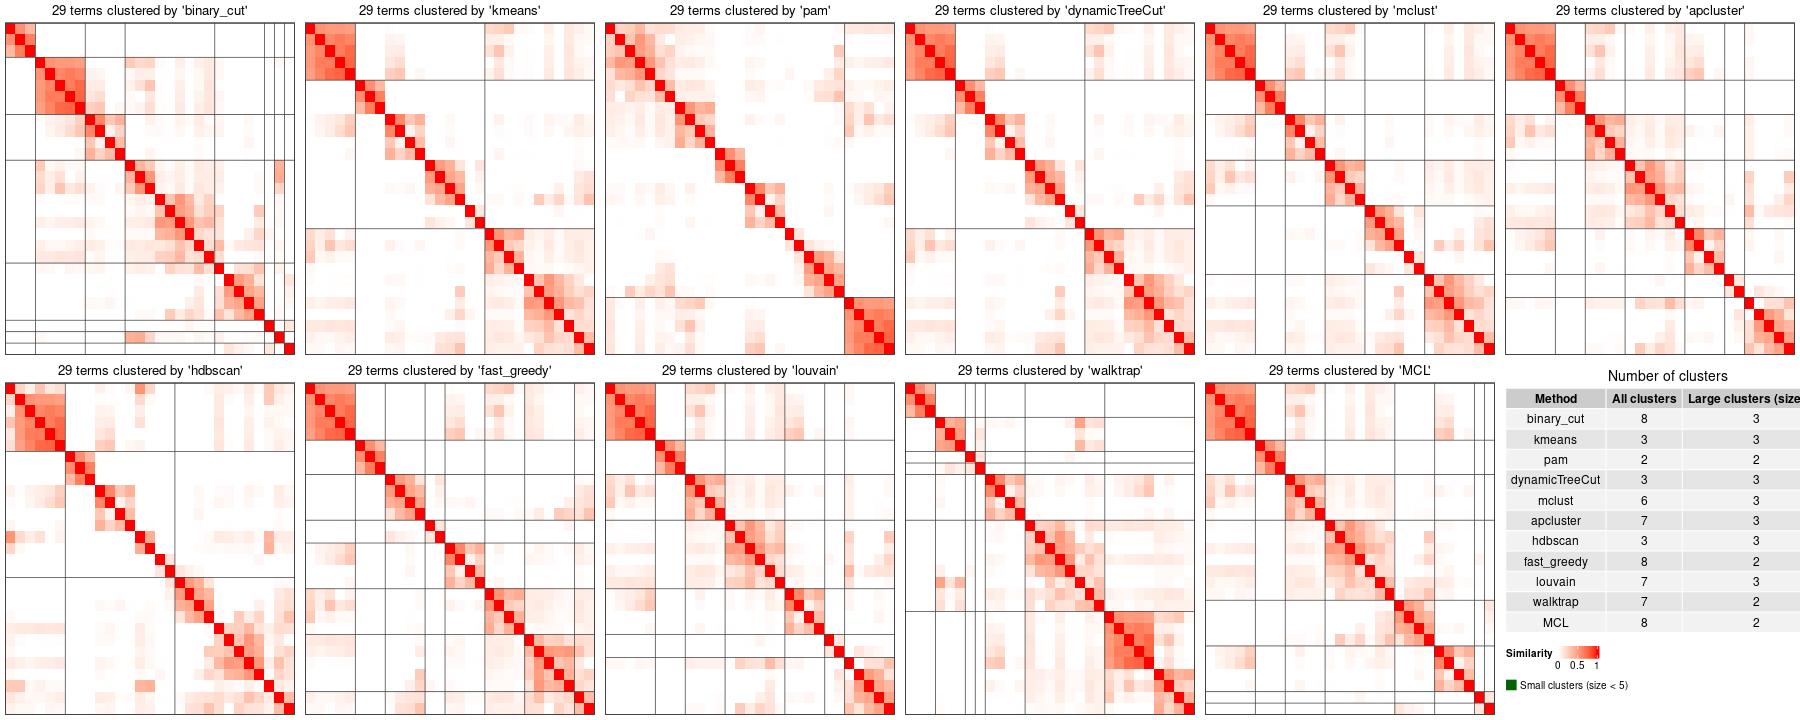 29 terms clustered by 'binary_cut'
29 terms clustered by 'kmeans'
29 terms clustered by 'pam'
29 terms clustered by 'dynamicTreeCut'
29 terms clustered by 'mclust'
29 terms clustered by 'apcluster'
29 terms clustered by 'hdbscan'
29 terms clustered by 'fast_greedy'
29 terms clustered by 'louvain'
29 terms clustered by 'walktrap'
29 terms clustered by 'MCL'
Number of clusters
Method All clusters Large clusters (size
binary_cut 8 3
kmeans 3 3
pam 2 2
dynamicTreeCut 3 3
mclust 6 3
apcluster 7 3
hdbscan 3 3
fast_greedy 8 2
louvain 7 3
walktrap 7 2
MCL 8 2
Similarity
0 0.5 1
Small clusters (size < 5)